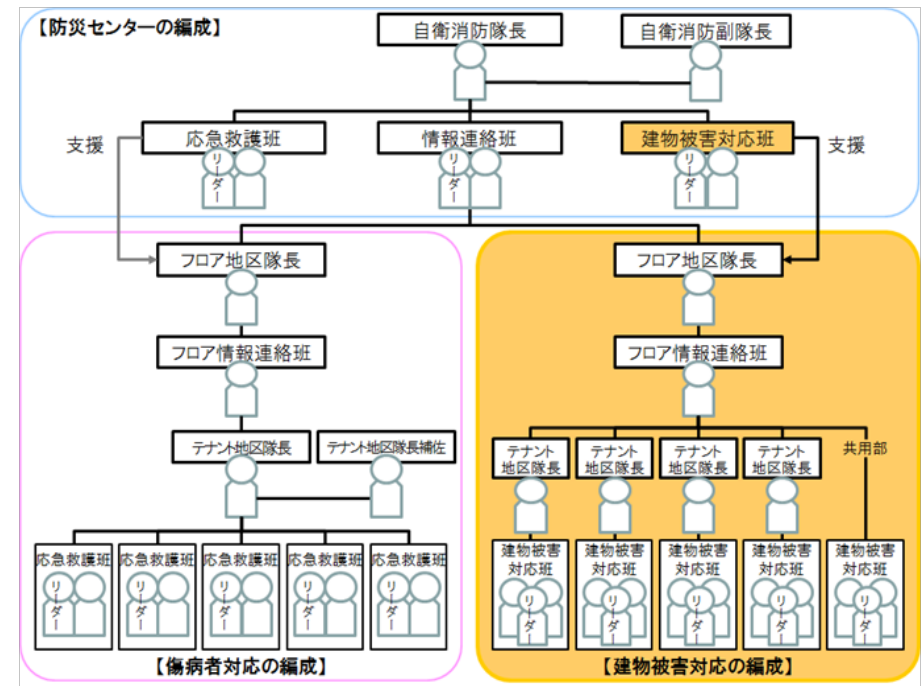 【防災センターの編成】
自衛消防隊長
自衛消防副隊長
支援
応急救護班
情報連絡班
建物被害対応班
支援
リーダー
リーダー
リーダー
フロア地区隊長
フロア地区隊長
フロア情報連絡班
フロア情報連絡班
テナント地区隊長
テナント地区隊長補佐
テナント
地区隊長
テナント
地区隊長
テナント
地区隊長
テナント
地区隊長
共用部
応急救護班
応急救護班
応急救護班
応急救護班
応急救護班
リーダー
リーダー
リーダー
リーダー
リーダー
建物被害
対応班
建物被害
対応班
建物被害
対応班
建物被害
対応班
建物被害
対応班
リーダー
リーダー
リーダー
リーダー
リーダー
【傷病者対応の編成】
【建物被害対応の編成】